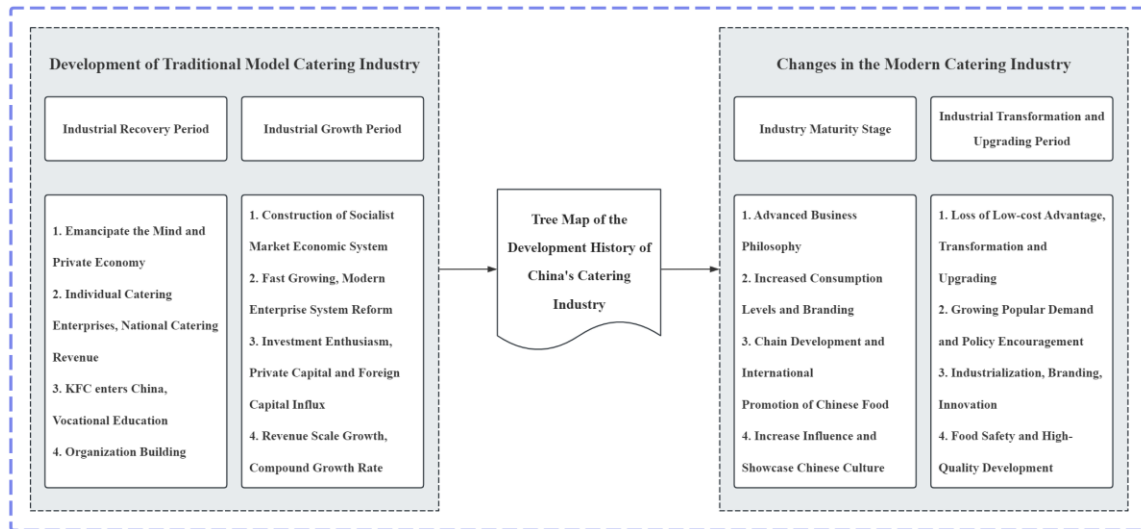 Development of Traditional Model Catering Industry
Industrial Recovery Period
Industrial Growth Period
1. Emancipate the Mind and
Private Economy
2. Individual Catering
Enterprises, National Catering
Revenue
3. KFC enters China,
Vocational Education
4. Organization Building
1. Construction of Socialist
Market Economic System
2. Fast Growing, Modern
Enterprise System Reform
3. Investment Enthusiasm,
Private Capital and Foreign
Capital Influx
4. Revenue Scale Growth,
Compound Growth Rate
Tree Map of the
Development History of
China's Catering
Industry
Changes in the Modern Catering Industry
Industry Maturity Stage
Industrial Transformation and
Upgrading Period
1. Advanced Business
Philosophy
2. Increased Consumption
Levels and Branding
3. Chain Development and
International
Promotion of Chinese Food
4. Increase Influence and
Showcase Chinese Culture
1. Loss of Low-cost Advantage,
Transformation and
Upgrading
2. Growing Popular Demand
and Policy Encouragement
3. Industrialization, Branding,
Innovation
4. Food Safety and High-
Quality Development